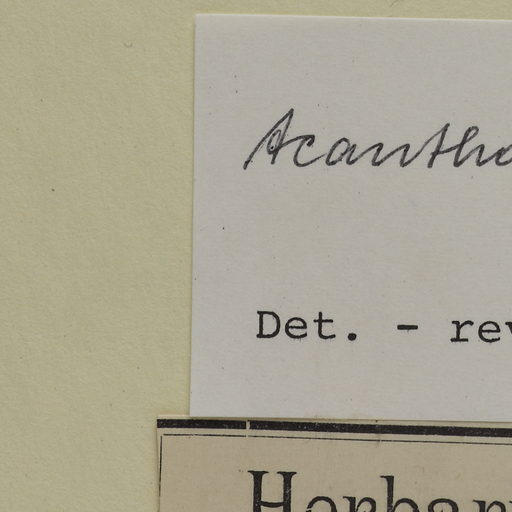 Acantho
Det. - rev
Herbar